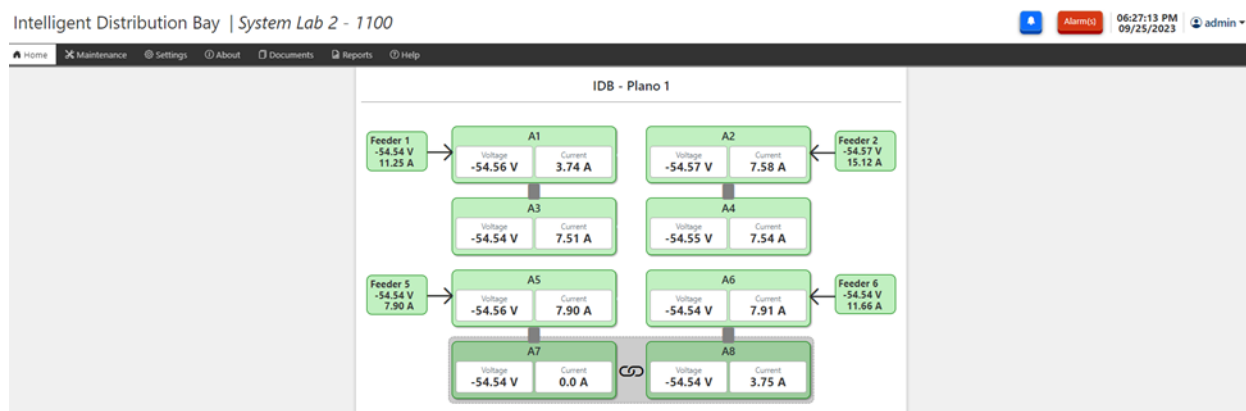 Intelligent Distribution Bay | System Lab 2 - 1100
Alarm(s)
06:27:13 PM
09/25/2023
admin
Home Maintenance Settings About Documents Reports Help
IDB - Plano 1
Feeder 1
-54.54 V
11.25 A
A1
Voltage Current
-54.56 V 3.74 A
A2
Voltage Current
-54.57 V 7.58 A
Feeder 2
-54.57 V
15.12 A
A3
Voltage Current
-54.54 V 7.51 A
A4
Voltage Current
-54.55 V 7.54 A
Feeder 5
-54.54 V
7.90 A
A5
Voltage Current
-54.56 V 7.90 A
A6
Voltage Current
-54.54 V 7.91 A
Feeder 6
-54.54 V
11.66 A
A7
Voltage Current
-54.54 V 0.0 A
A8
Voltage Current
-54.54 V 3.75 A